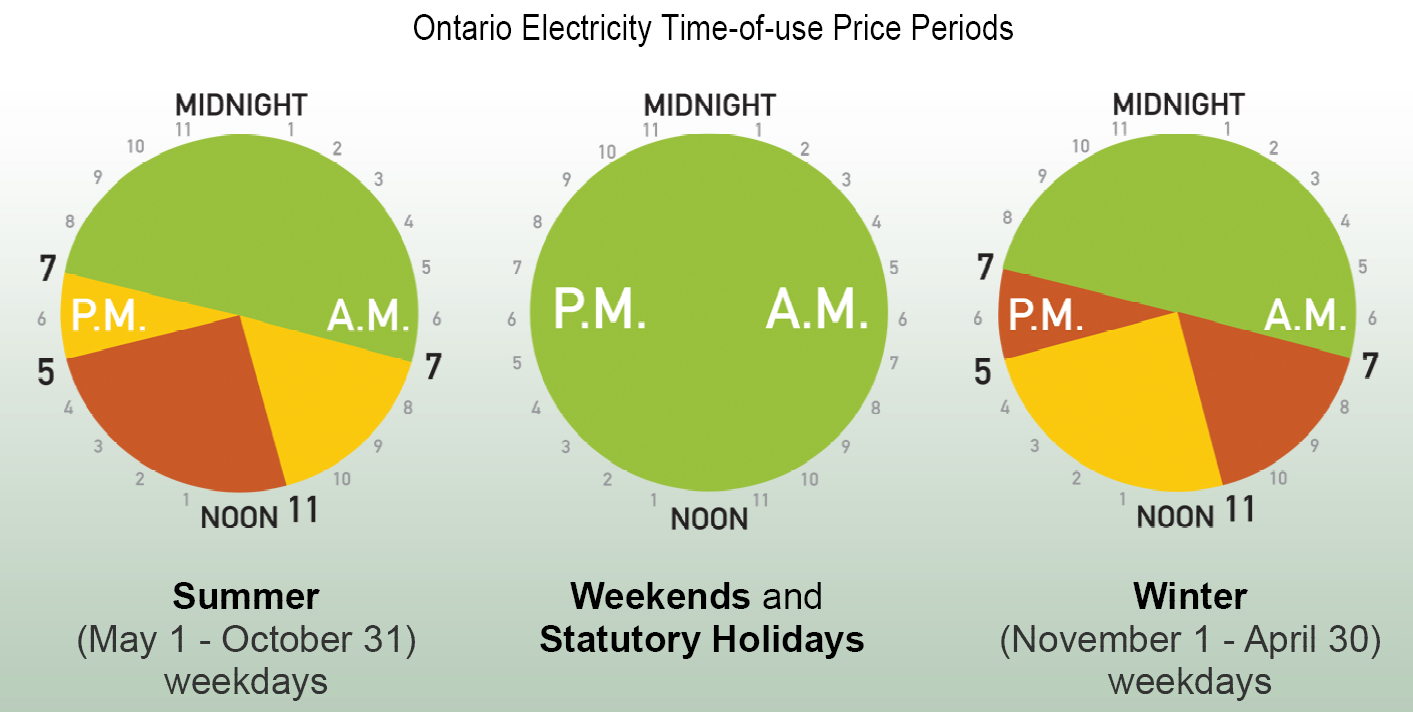 Ontario Electricity Time-of-use Price Periods
MIDNIGHT
11 1
10 2
9 3
8 4
7 5
6 P.M. A.M. 6
5 7
4 8
3 9
2 10
1 NOON 11
Summer
(May 1 - October 31)
weekdays
MIDNIGHT
11 1
10 2
9 3
8 4
7 5
6 P.M. A.M. 6
5 7
4 8
3 9
2 10
1 NOON 11
Weekends and
Statutory Holidays
MIDNIGHT
11 1
10 2
9 3
8 4
7 5
6 P.M. A.M. 6
5 7
4 8
3 9
2 10
1 NOON 11
Winter
(November 1 - April 30)
weekdays